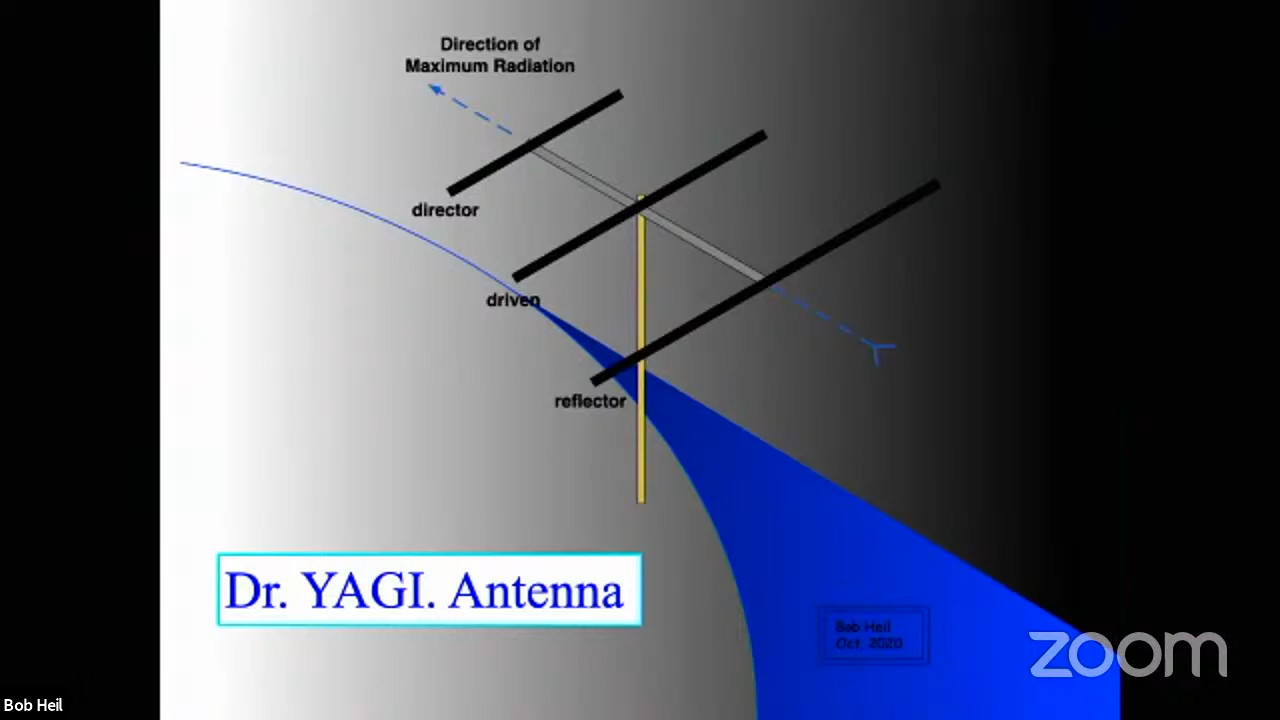 Direction of
Maximum Radiation
director
driven
reflector
Dr. YAGI. Antenna
Bob Heil
Oct. 2020
zoom
Bob Heil